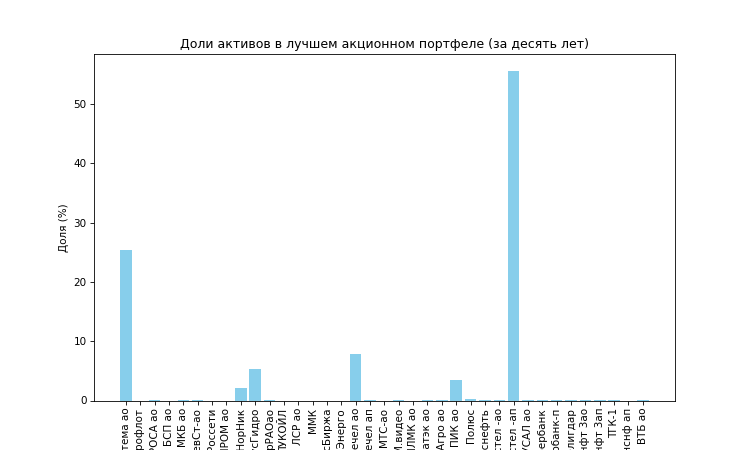 Доли активов в лучшем акционном портфеле (за десять лет)
Доля (%)
50
40
30
20
10
0
тема ао
рофлот
РОСА ао
БСП ао
МКБ ао
евСт-ао
Россети
ПРОМ ао
НорНик
сГидро
рРАОао
ЛУКОЙЛ
ЛСР ао
ММК
сБиржа
Энерго
ечел ао
ечел ап
МТС-ао
М.видео
ЛМК ао
атэк ао
Агро ао
ПИК ао
Полюс
снефть
стел -ао
стел -ап
УСАЛ ао
ербанк
рбанк-п
лигдар
нфт 3ао
нфт 3ап
ТГК-1
нснф ап
ВТБ ао